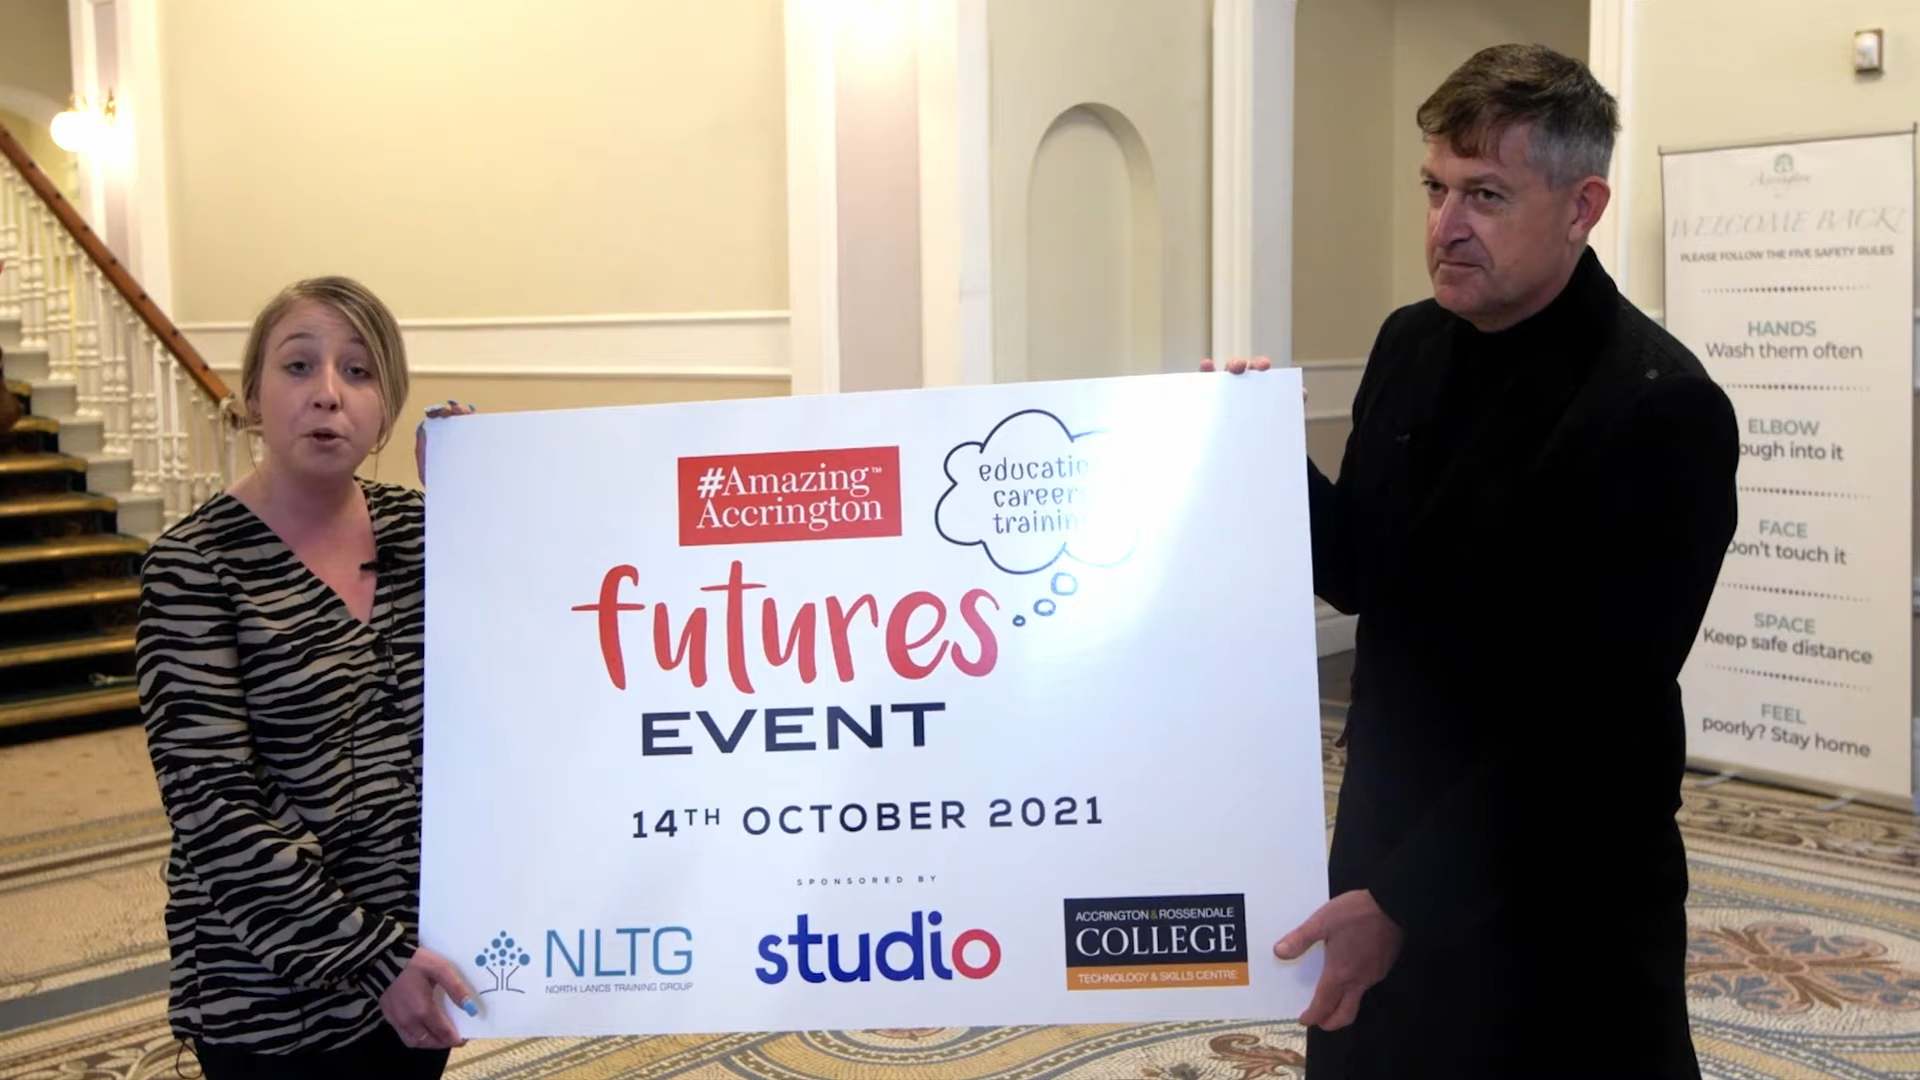 #Amazing™
Accrington
educatio
career
trainin
futures
EVENT
14TH OCTOBER 2021
SPONSORED BY
NLTG
NORTH LANCS TRAINING GROUP
studio
ACCRINGTON & ROSSENDALE
COLLEGE
TECHNOLOGY & SKILLS CENTRE
Accrington
WELCOME BACK!
PLEASE FOLLOW THE FIVE SAFETY RULES
HANDS
Wash them often
ELBOW
ough into it
FACE
Don't touch it
SPACE
Keep safe distance
FEEL
poorly? Stay home